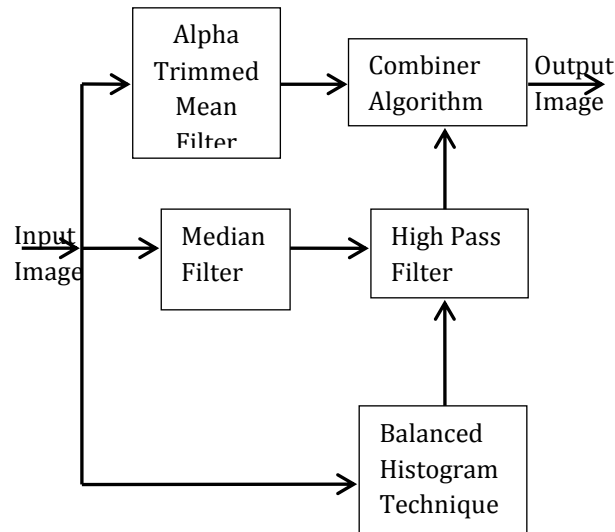 Alpha
Trimmed
Mean
Filter
Combiner
Algorithm
Output
Image
Input
Image
Median
Filter
High Pass
Filter
Balanced
Histogram
Technique